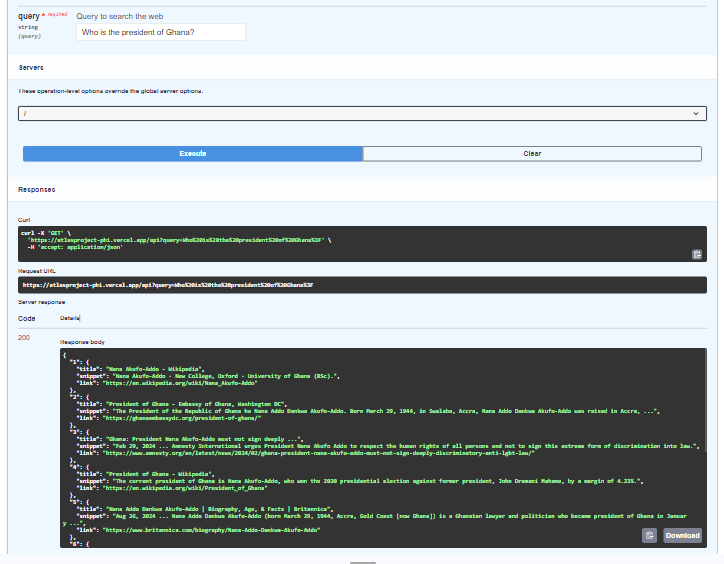 query * required Query to search the web
string
(query)
Who is the president of Ghana?
Servers
These operation-level options override the global server options.
/
Execute Clear
Responses
Curl
curl -X 'GET' \
'https://atlasproject-phi.vercel.app/api?query=Who%20is%20the%20president%20of%20Ghana%3F' \
-H 'accept: application/json'
Request URL
https://atlasproject-phi.vercel.app/api?query=Who%20is%20the%20president%20of%20Ghana%3F
Server response
Code Details
200
Response body
{
"1": {
"title": "Nana Akufo-Addo - Wikipedia",
"snippet": "Nana Akufo-Addo · New College, Oxford · University of Ghana (BSc).",
"link": "https://en.wikipedia.org/wiki/Nana_Akufo-Addo"
},
"2": {
"title": "President of Ghana - Embassy of Ghana, Washington DC",
"snippet": "The President of the Republic of Ghana he Nana Addo Dankwa Akufo-Addo. Born March 29, 1944, in Swalaba, Accra, Nana Addo Dankwa Akufo-Addo was raised in Accra, ...",
"link": "https://ghanaembassydc.org/president-of-ghana/"
},
"3": {
"title": "Ghana: President Nana Akufo-Addo must not sign deeply ...",
"snippet": "Feb 29, 2024 ... Amnesty International urges President Nana Akufo Addo to respect the human rights of all persons and not to sign this extreme form of discrimination into law.",
"link": "https://www.amnesty.org/en/latest/news/2024/02/ghana-president-nana-akufo-addo-must-not-sign-deeply-discriminatory-anti-lgbt-law/"
},
"4": {
"title": "President of Ghana - Wikipedia",
"snippet": "The current president of Ghana is Nana Akufo-Addo, who won the 2020 presidential election against former president, John Dramani Mahama, by a margin of 4.23%.",
"link": "https://en.wikipedia.org/wiki/President_of_Ghana"
},
"5": {
"title": "Nana Addo Dankwa Akufo-Addo | Biography, Age, & Facts | Britannica",
"snippet": "Aug 26, 2024 ... Nana Addo Dankwa Akufo-Addo (born March 29, 1944, Accra, Gold Coast [now Ghana]) is a Ghanaian lawyer and politician who became president of Ghana in Januar
y ...",
"link": "https://www.britannica.com/biography/Nana-Addo-Dankwa-Akufo-Addo"
},
"6": {
Download